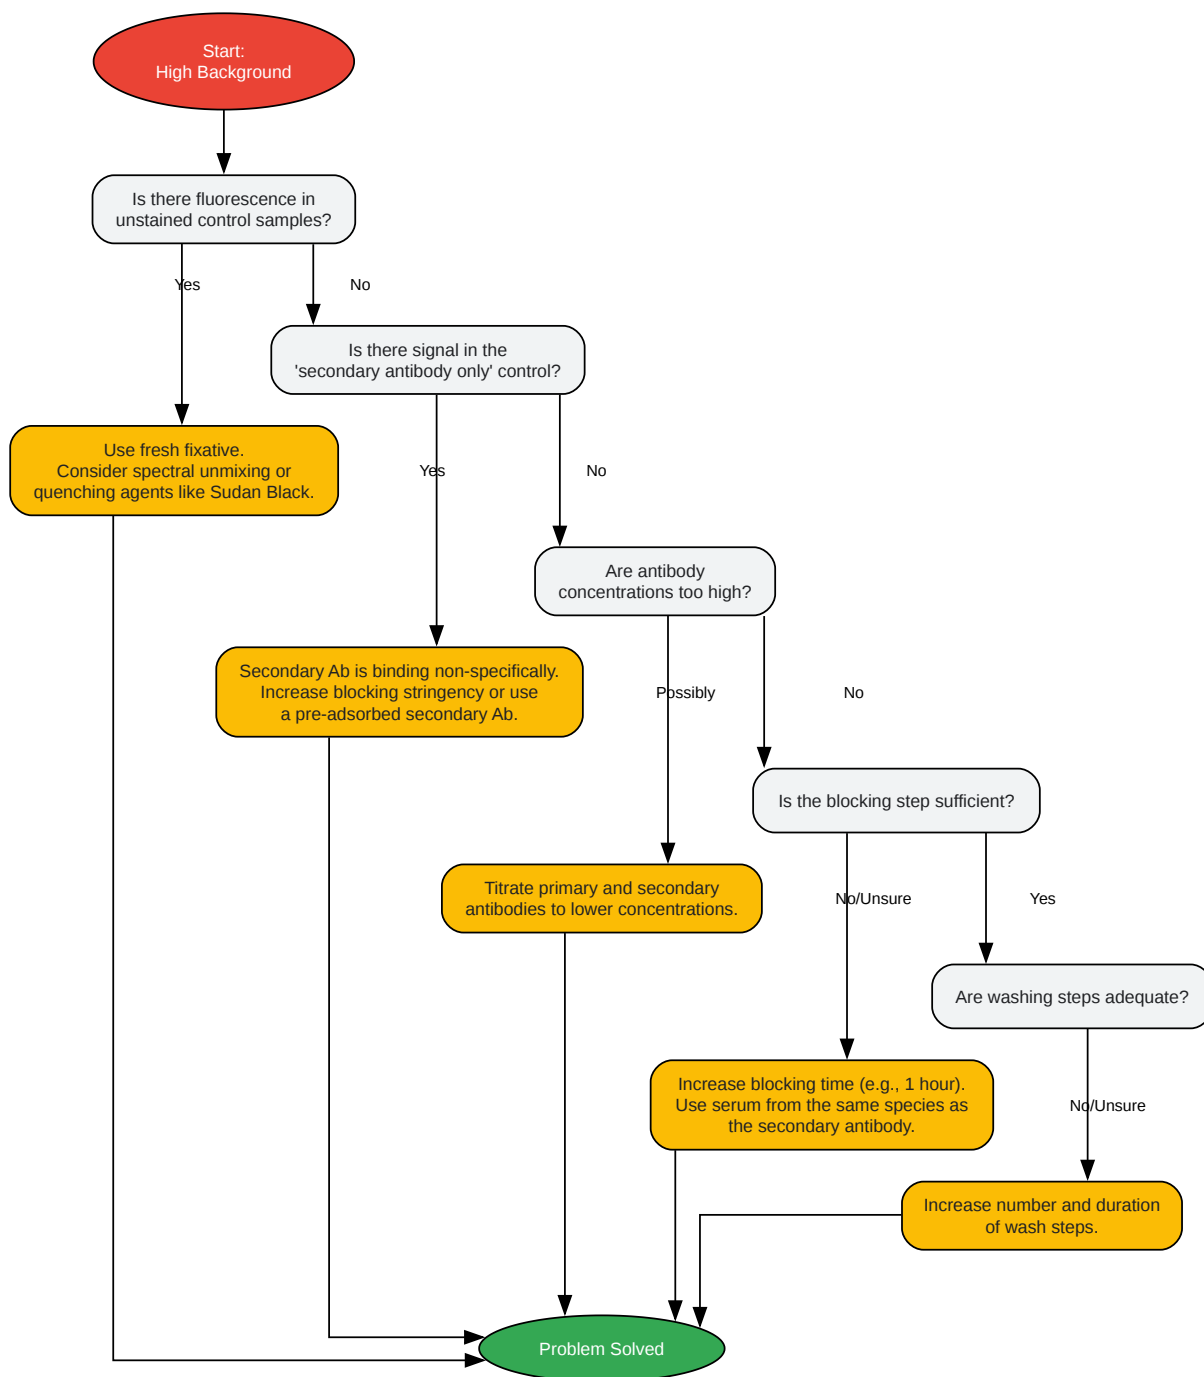 Start:
High Background
Is there fluorescence in
unstained control samples?
Yes
No
Is there signal in the
'secondary antibody only' control?
Use fresh fixative.
Consider spectral unmixing or
quenching agents like Sudan Black.
Yes
No
Are antibody
concentrations too high?
Secondary Ab is binding non-specifically.
Increase blocking stringency or use
a pre-adsorbed secondary Ab.
Possibly
No
Is the blocking step sufficient?
Titrate primary and secondary
antibodies to lower concentrations.
No/Unsure
Yes
Are washing steps adequate?
Increase blocking time (e.g., 1 hour).
Use serum from the same species as
the secondary antibody.
No/Unsure
Increase number and duration
of wash steps.
Problem Solved